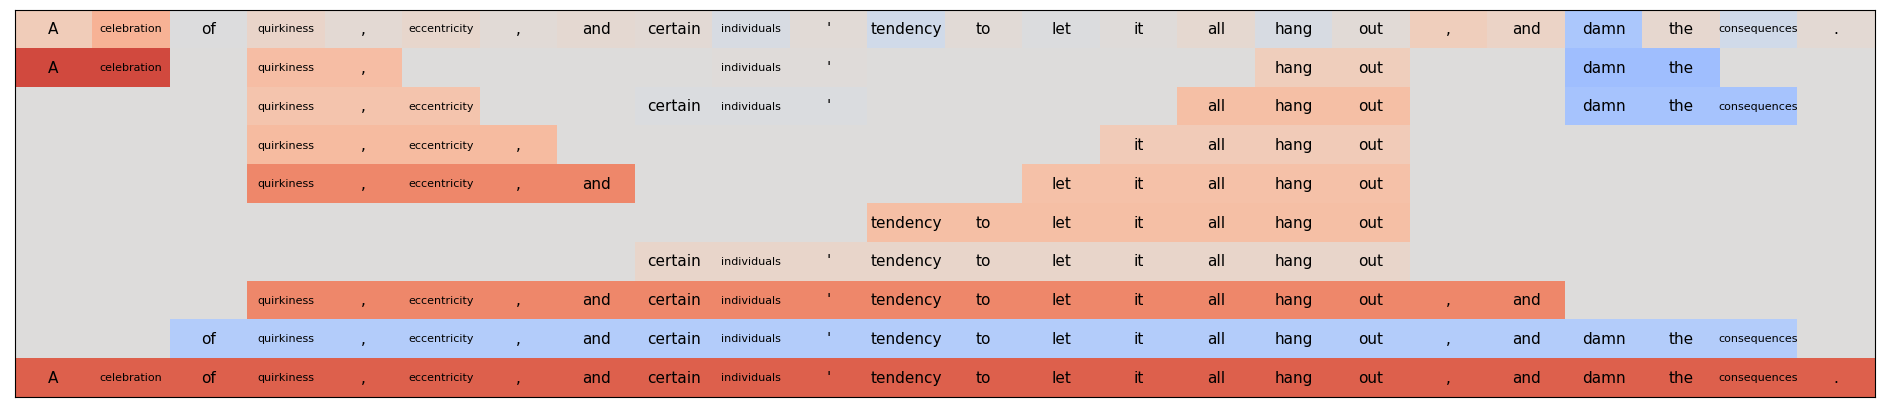 A celebration of quirkiness , eccentricity , and certain individuals ' tendency to let it all hang out , and damn the consequences .
A celebration quirkiness , individuals ' hang out damn the
quirkiness , eccentricity certain individuals ' all hang out damn the consequences
quirkiness , eccentricity , it all hang out
quirkiness , eccentricity , and let it all hang out
tendency to let it all hang out
certain individuals ' tendency to let it all hang out
quirkiness , eccentricity , and certain individuals ' tendency to let it all hang out , and
of quirkiness , eccentricity , and certain individuals ' tendency to let it all hang out , and damn the consequences
A celebration of quirkiness , eccentricity , and certain individuals ' tendency to let it all hang out , and damn the consequences .